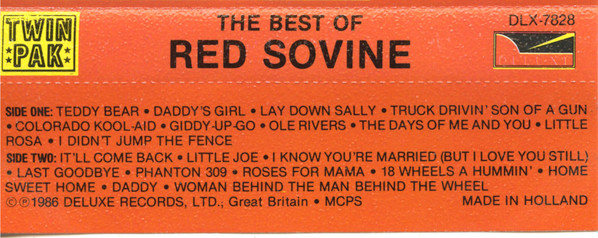 TWIN PAK
THE BEST OF
RED SOVINE
DLX-7828
DELUXE
SIDE ONE: TEDDY BEAR • DADDY'S GIRL • LAY DOWN SALLY • TRUCK DRIVIN' SON OF A GUN
• COLORADO KOOL-AID • GIDDY-UP-GO • OLE RIVERS • THE DAYS OF ME AND YOU • LITTLE
ROSA • I DIDN'T JUMP THE FENCE
SIDE TWO: IT'LL COME BACK • LITTLE JOE • I KNOW YOU'RE MARRIED (BUT I LOVE YOU STILL)
• LAST GOODBYE • PHANTON 309 • ROSES FOR MAMA • 18 WHEELS A HUMMIN' • HOME
SWEET HOME • DADDY • WOMAN BEHIND THE MAN BEHIND THE WHEEL
©℗1986 DELUXE RECORDS, LTD., Great Britain • MCPS MADE IN HOLLAND